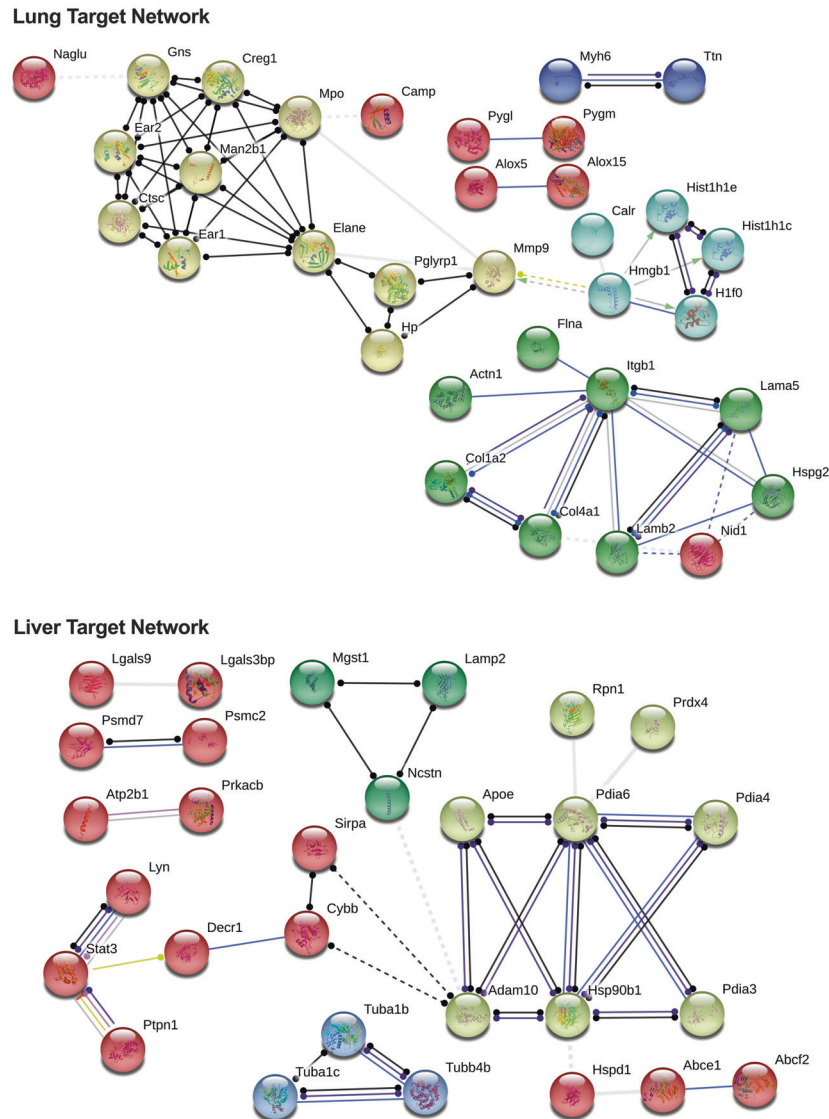 Lung Target Network
Naglu
Gns
Creg1
Mpo
Camp
Myh6
Ttn
Pygl
Pygm
Ear2
Man2b1
Alox5
Alox15
Ctsc
Ear1
Elane
Calr
Hist1h1e
Hist1h1c
Pglyrp1
Mmp9
Hmgb1
H1f0
Hp
Flna
Actn1
Itgb1
Lama5
Col1a2
Hspg2
Col4a1
Lamb2
Nid1
Liver Target Network
Lgals9
Lgals3bp
Mgst1
Lamp2
Rpn1
Prdx4
Psmd7
Psmc2
Ncstn
Atp2b1
Prkacb
Apoe
Pdia6
Pdia4
Sirpa
Lyn
Decr1
Cybb
Stat3
Adam10
Hsp90b1
Pdia3
Ptpn1
Tuba1b
Tuba1c
Tubb4b
Hspd1
Abce1
Abcf2